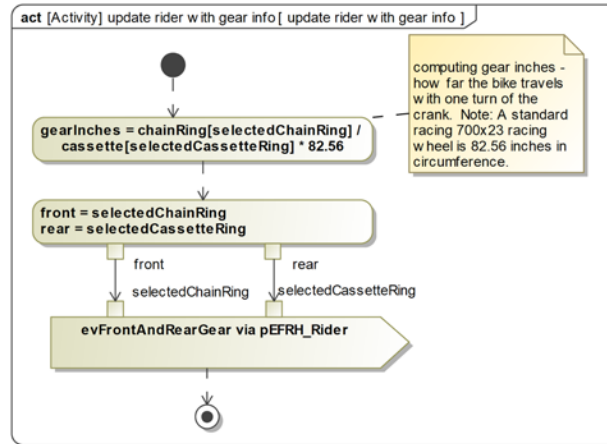 act [Activity] update rider with gear info [ update rider with gear info ]
computing gear inches -
how far the bike travels
with one turn of the
crank. Note: A standard
racing 700x23 racing
wheel is 82.56 inches in
circumference.
gearInches = chainRing[selectedChainRing] /
cassette[selectedCassetteRing] * 82.56
front = selectedChainRing
rear = selectedCassetteRing
front
rear
selectedChainRing
selectedCassetteRing
evFrontAndRearGear via pEFRH_Rider